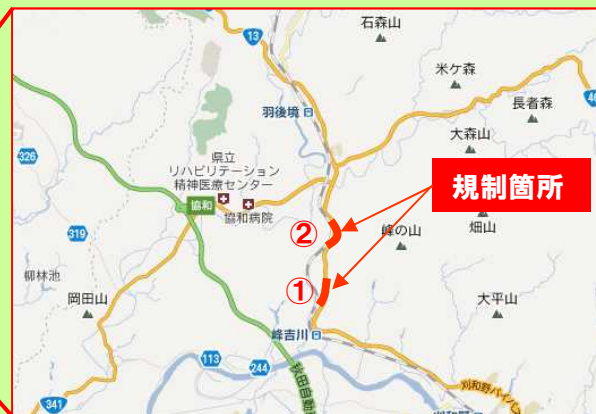 石森山
13
米ケ森
長者森
羽後境
大森山
326
県立
リハビリテーション
精神医療センター
規制箇所
協和
協和病院
②
峰の山
畑山
319
柳林池
①
岡田山
大平山
峰吉川
113
244
秋田自動
341
刈和野バイパ